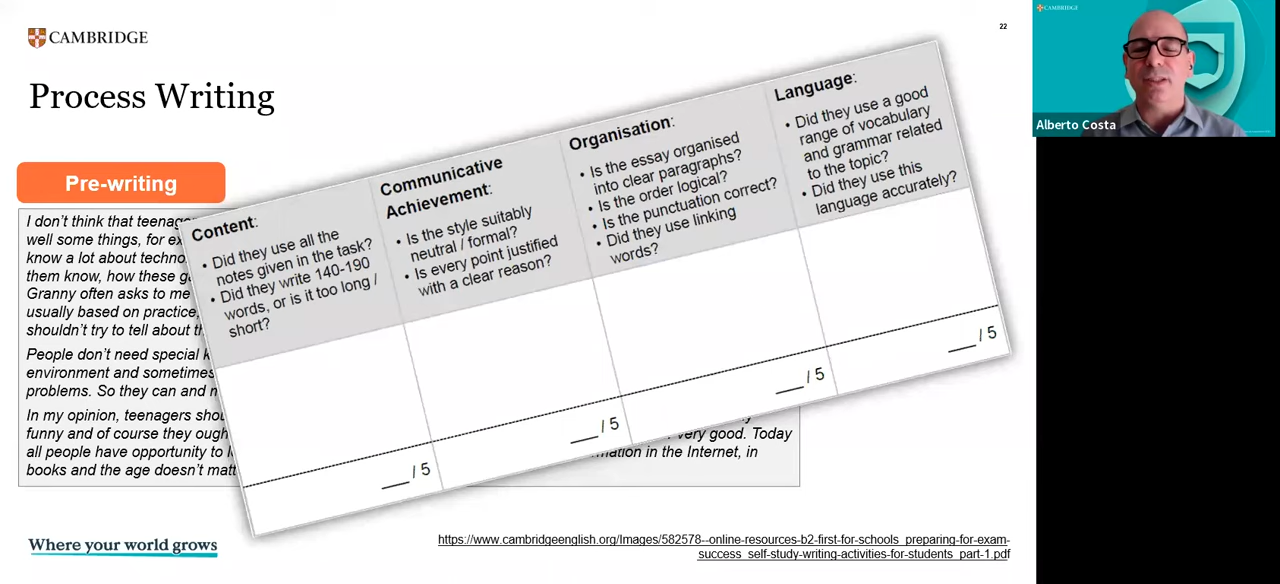 CAMBRIDGE
22
Process Writing
Pre-writing
I don't think that teenag
well some things, for ex
know a lot about techno
them know, how these ga
Granny often asks to me
usually based on practice,
shouldn't try to tell about th
People don't need special k
environment and sometimes
problems. So they can and
In my opinion, teenagers shou
funny and of course they ough
all people have opportunity to
books and the age doesn't matt
very good. Today
mation in the Internet, in
Content:
• Did they use all the
notes given in the task?
• Did they write 140-190
words, or is it too long /
short?
___ / 5
Communicative
Achievement:
• Is the style suitably
neutral / formal?
• Is every point justified
with a clear reason?
___ / 5
Organisation:
• Is the essay organised
into clear paragraphs?
• Is the order logical?
• Is the punctuation correct?
• Did they use linking
words?
___ / 5
Language:
• Did they use a good
range of vocabulary
and grammar related
to the topic?
• Did they use this
language accurately?
___ / 5
Where your world grows
https://www.cambridgeenglish.org/Images/582578--online-resources-b2-first-for-schools_preparing-for-exam-
success_self-study-writing-activities-for-students_part-1.pdf
CAMBRIDGE
Alberto Costa